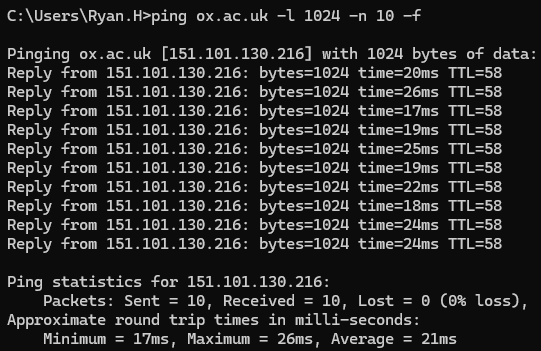 C:\Users\Ryan.H>ping ox.ac.uk -l 1024 -n 10 -f
Pinging ox.ac.uk [151.101.130.216] with 1024 bytes of data:
Reply from 151.101.130.216: bytes=1024 time=20ms TTL=58
Reply from 151.101.130.216: bytes=1024 time=26ms TTL=58
Reply from 151.101.130.216: bytes=1024 time=17ms TTL=58
Reply from 151.101.130.216: bytes=1024 time=19ms TTL=58
Reply from 151.101.130.216: bytes=1024 time=25ms TTL=58
Reply from 151.101.130.216: bytes=1024 time=19ms TTL=58
Reply from 151.101.130.216: bytes=1024 time=22ms TTL=58
Reply from 151.101.130.216: bytes=1024 time=18ms TTL=58
Reply from 151.101.130.216: bytes=1024 time=24ms TTL=58
Reply from 151.101.130.216: bytes=1024 time=24ms TTL=58
Ping statistics for 151.101.130.216:
Packets: Sent = 10, Received = 10, Lost = 0 (0% loss),
Approximate round trip times in milli-seconds:
Minimum = 17ms, Maximum = 26ms, Average = 21ms